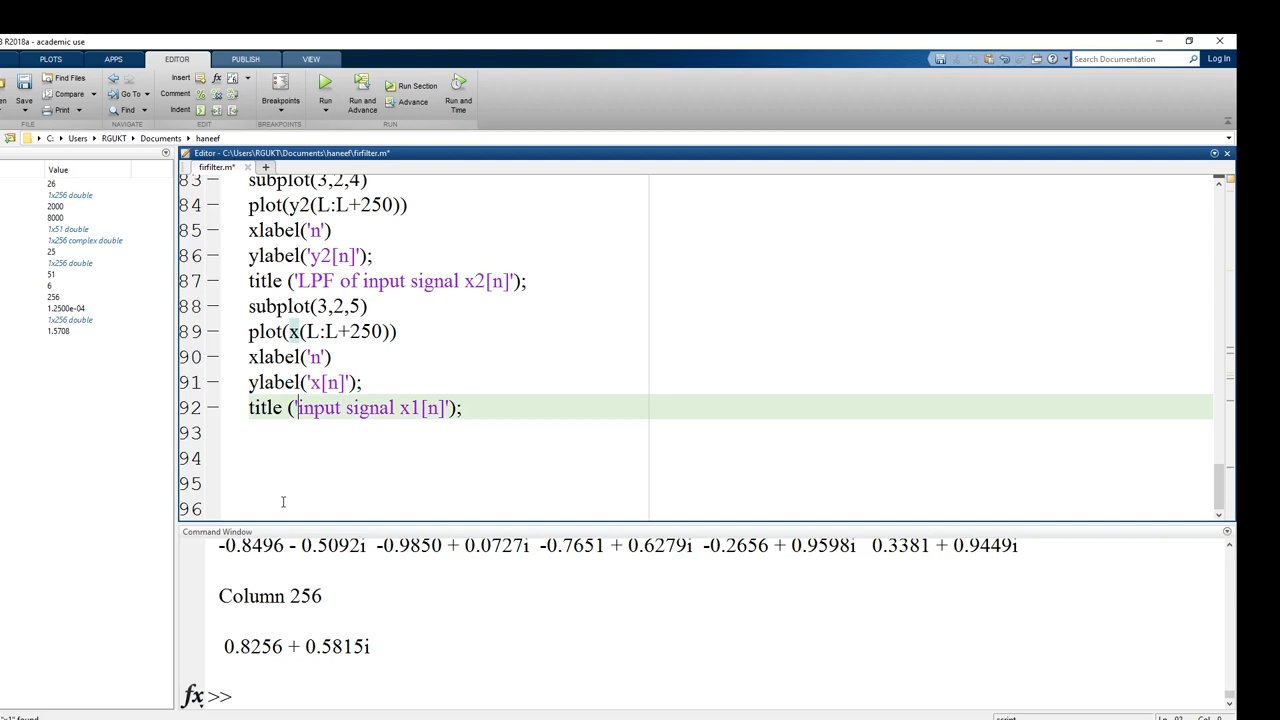 R2018a - academic use
PLOTS APPS EDITOR PUBLISH VIEW Search Documentation Log In
Find Files Insert fx
Save Compare Go To Comment Breakpoints Run Run and Advance Run Section Advance Run and Time
Print Find Indent
FILE NAVIGATE EDIT BREAKPOINTS RUN
C: Users RGUKT Documents haneef
Editor - C:\Users\RGUKT\Documents\haneef\firfilter.m*
Value
firfilter.m* +
26
1x256 double
2000
8000
1x51 double
1x256 complex double
25
1x256 double
51
6
256
1.2500e-04
1x256 double
1.5708
83 subplot(3,2,4)
84 plot(y2(L:L+250))
85 xlabel('n')
86 ylabel('y2[n]');
87 title ('LPF of input signal x2[n]');
88 subplot(3,2,5)
89 plot(x(L:L+250))
90 xlabel('n')
91 ylabel('x[n]');
92 title ('input signal x1[n]');
93
94
95
96
Command Window
-0.8496 - 0.5092i -0.9850 + 0.0727i -0.7651 + 0.6279i -0.2656 + 0.9598i 0.3381 + 0.9449i
Column 256
0.8256 + 0.5815i
fx >>